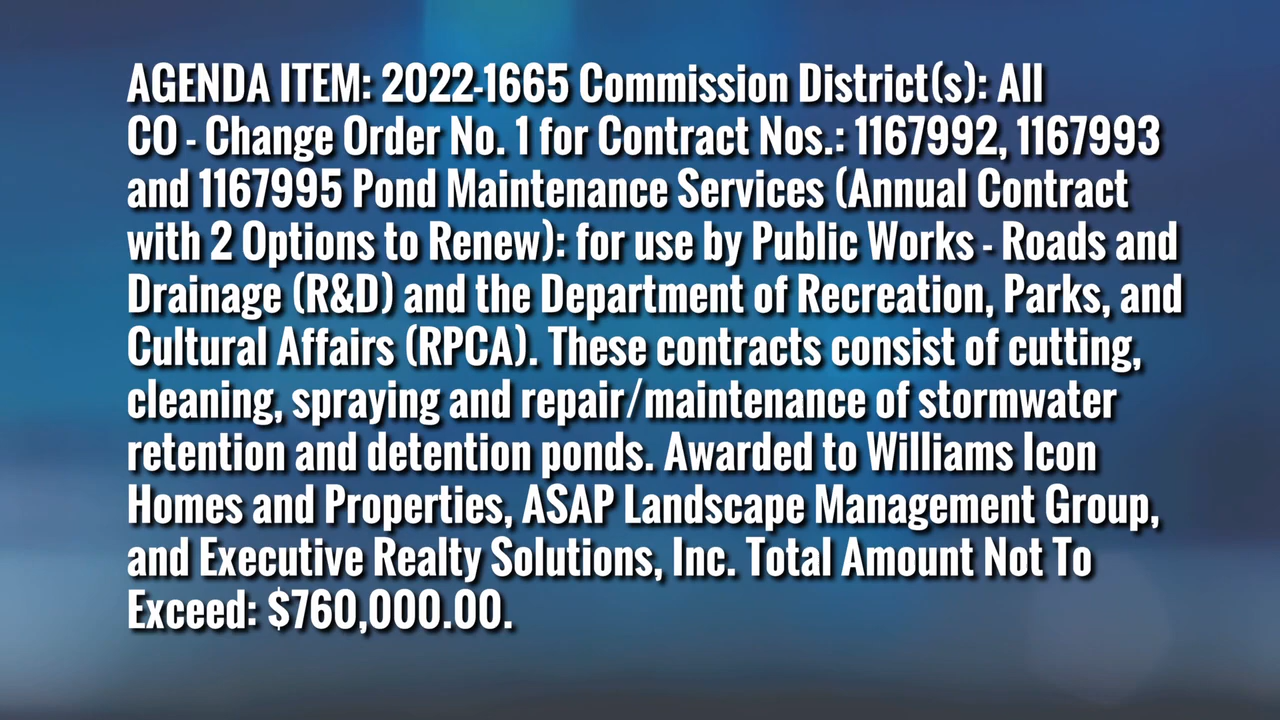 AGENDA ITEM: 2022-1665 Commission District(s): All
CO - Change Order No. 1 for Contract Nos.: 1167992, 1167993
and 1167995 Pond Maintenance Services (Annual Contract
with 2 Options to Renew): for use by Public Works - Roads and
Drainage (R&D) and the Department of Recreation, Parks, and
Cultural Affairs (RPCA). These contracts consist of cutting,
cleaning, spraying and repair/maintenance of stormwater
retention and detention ponds. Awarded to Williams Icon
Homes and Properties, ASAP Landscape Management Group,
and Executive Realty Solutions, Inc. Total Amount Not To
Exceed: $760,000.00.